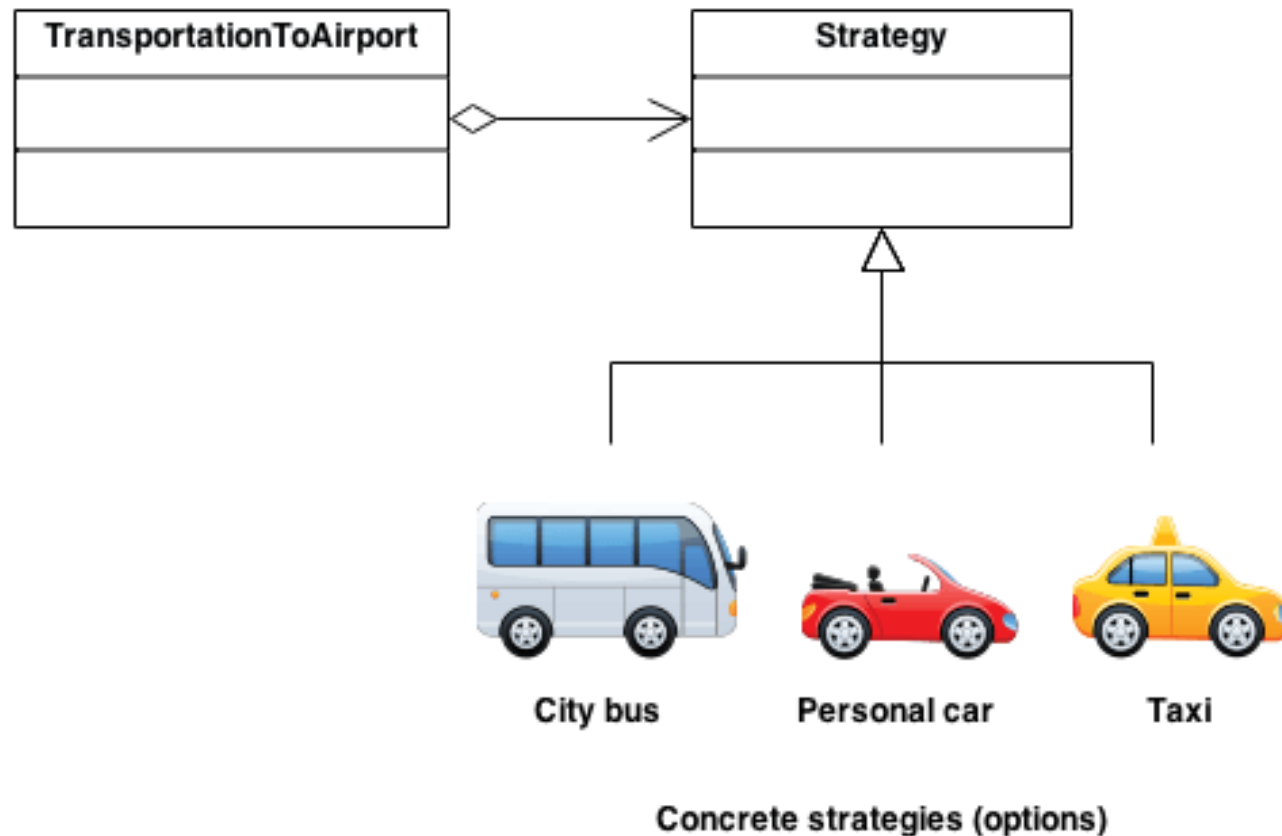 TransportationToAirport
Strategy
City bus
Personal car
Taxi
Concrete strategies (options)